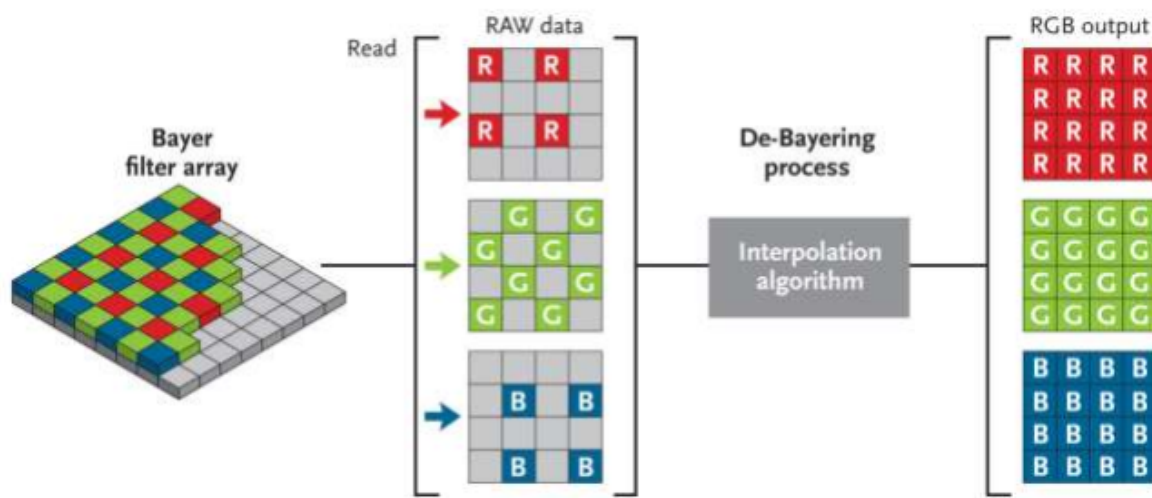 RAW data
RGB output
Read
R R
R R
Bayer
filter array
G G
G G
G G
G G
B B
B B
De-Bayering
process
Interpolation
algorithm
R R R R
R R R R
R R R R
R R R R
G G G G
G G G G
G G G G
G G G G
B B B B
B B B B
B B B B
B B B B